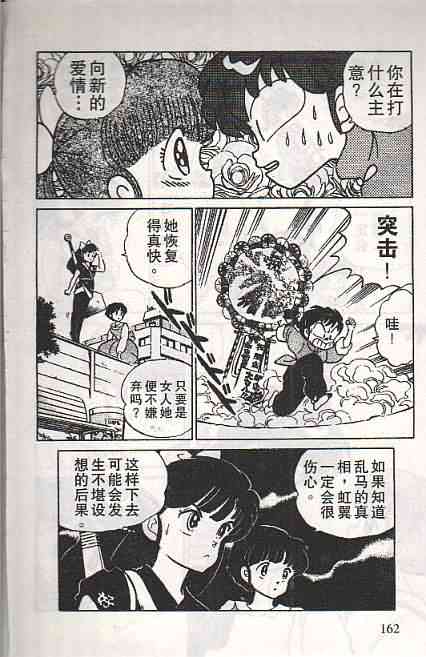 你在打
什么主
意？
向新的
爱情…
突击！
哇！
她恢复
得真快。
只要是
女人她
便不嫌
弃吗？
如果知道
乱马的真
相，虹翼
一定会很
伤心。
这样下去
可能会发
生不堪设
想的后果。
162